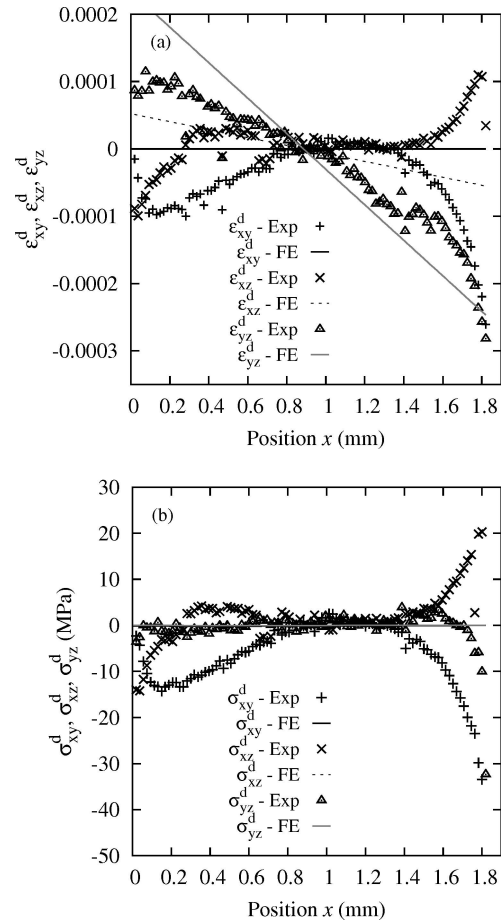 (a)
0.0002
0.0001
0
-0.0001
-0.0002
-0.0003
ε^d_xy, ε^d_xz, ε^d_yz
ε^d_xy - Exp
ε^d_xy - FE
ε^d_xz - Exp
ε^d_xz - FE
ε^d_yz - Exp
ε^d_yz - FE
0 0.2 0.4 0.6 0.8 1 1.2 1.4 1.6 1.8
Position x (mm)
(b)
30
20
10
0
-10
-20
-30
-40
-50
σ^d_xy, σ^d_xz, σ^d_yz (MPa)
σ^d_xy - Exp
σ^d_xy - FE
σ^d_xz - Exp
σ^d_xz - FE
σ^d_yz - Exp
σ^d_yz - FE
0 0.2 0.4 0.6 0.8 1 1.2 1.4 1.6 1.8
Position x (mm)